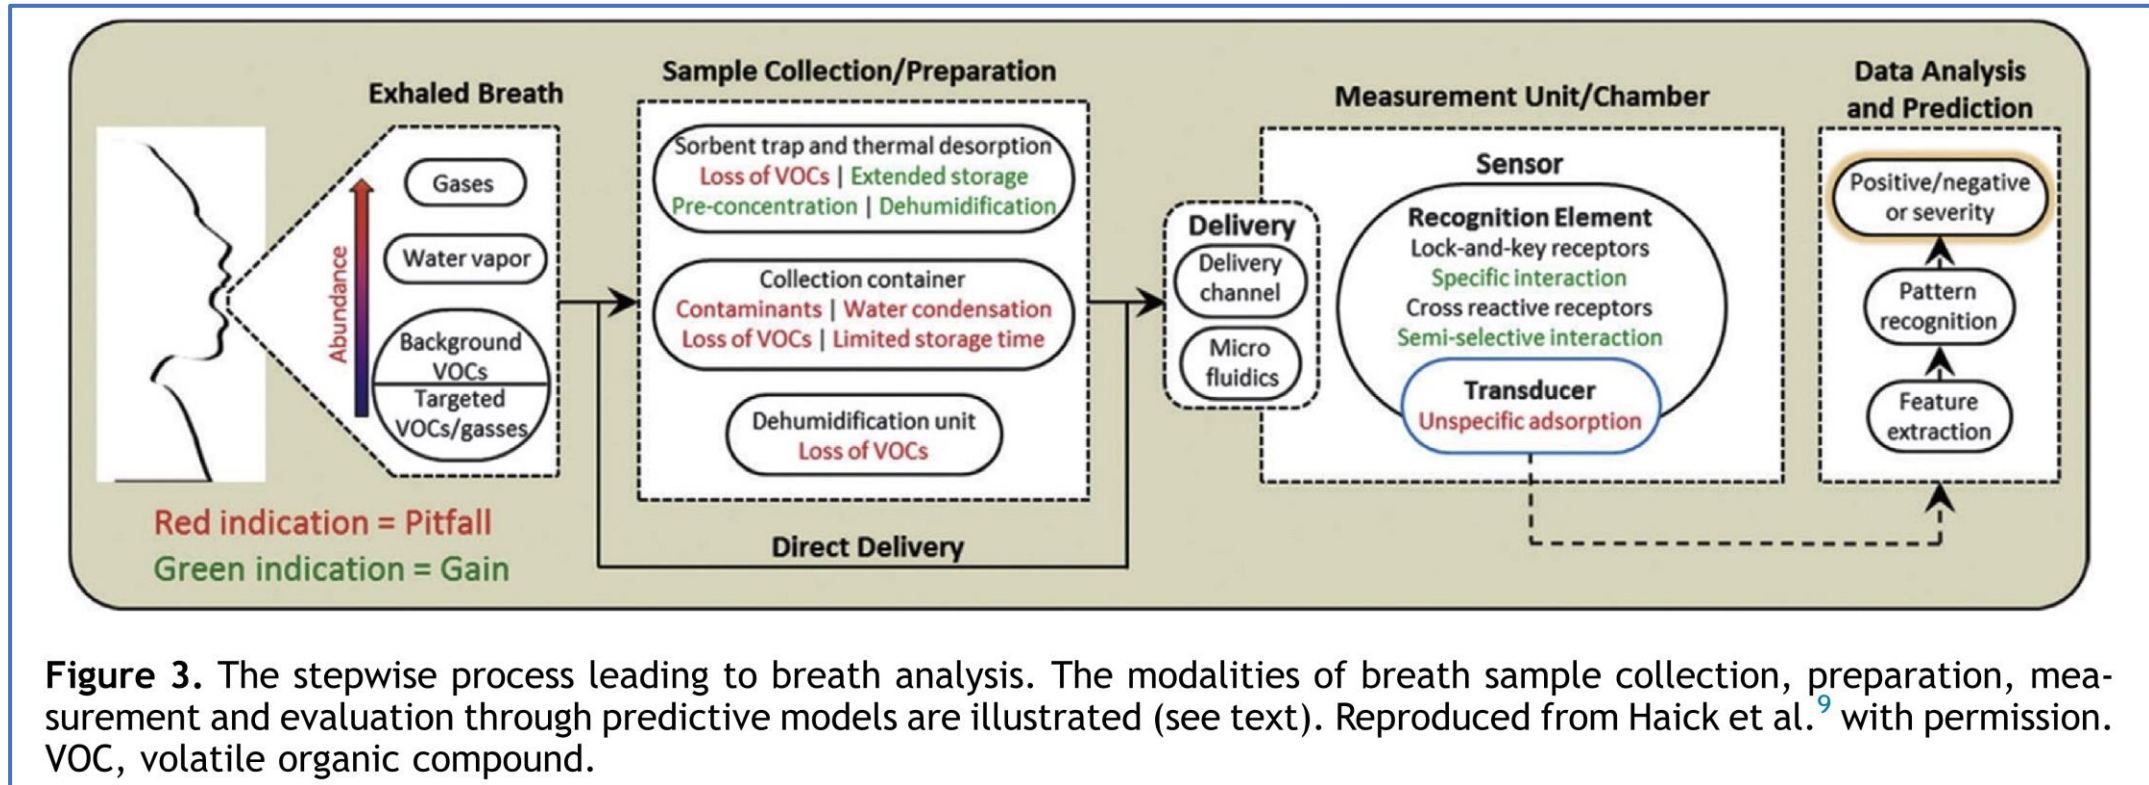 Exhaled Breath
Abundance
Gases
Water vapor
Background
VOCs
Targeted
VOCs/gasses
Red indication = Pitfall
Green indication = Gain
Sample Collection/Preparation
Sorbent trap and thermal desorption
Loss of VOCs | Extended storage
Pre-concentration | Dehumidification
Collection container
Contaminants | Water condensation
Loss of VOCs | Limited storage time
Dehumidification unit
Loss of VOCs
Direct Delivery
Measurement Unit/Chamber
Delivery
Delivery
channel
Micro
fluidics
Sensor
Recognition Element
Lock-and-key receptors
Specific interaction
Cross reactive receptors
Semi-selective interaction
Transducer
Unspecific adsorption
Data Analysis
and Prediction
Positive/negative
or severity
Pattern
recognition
Feature
extraction
Figure 3. The stepwise process leading to breath analysis. The modalities of breath sample collection, preparation, mea-
surement and evaluation through predictive models are illustrated (see text). Reproduced from Haick et al.9 with permission.
VOC, volatile organic compound.